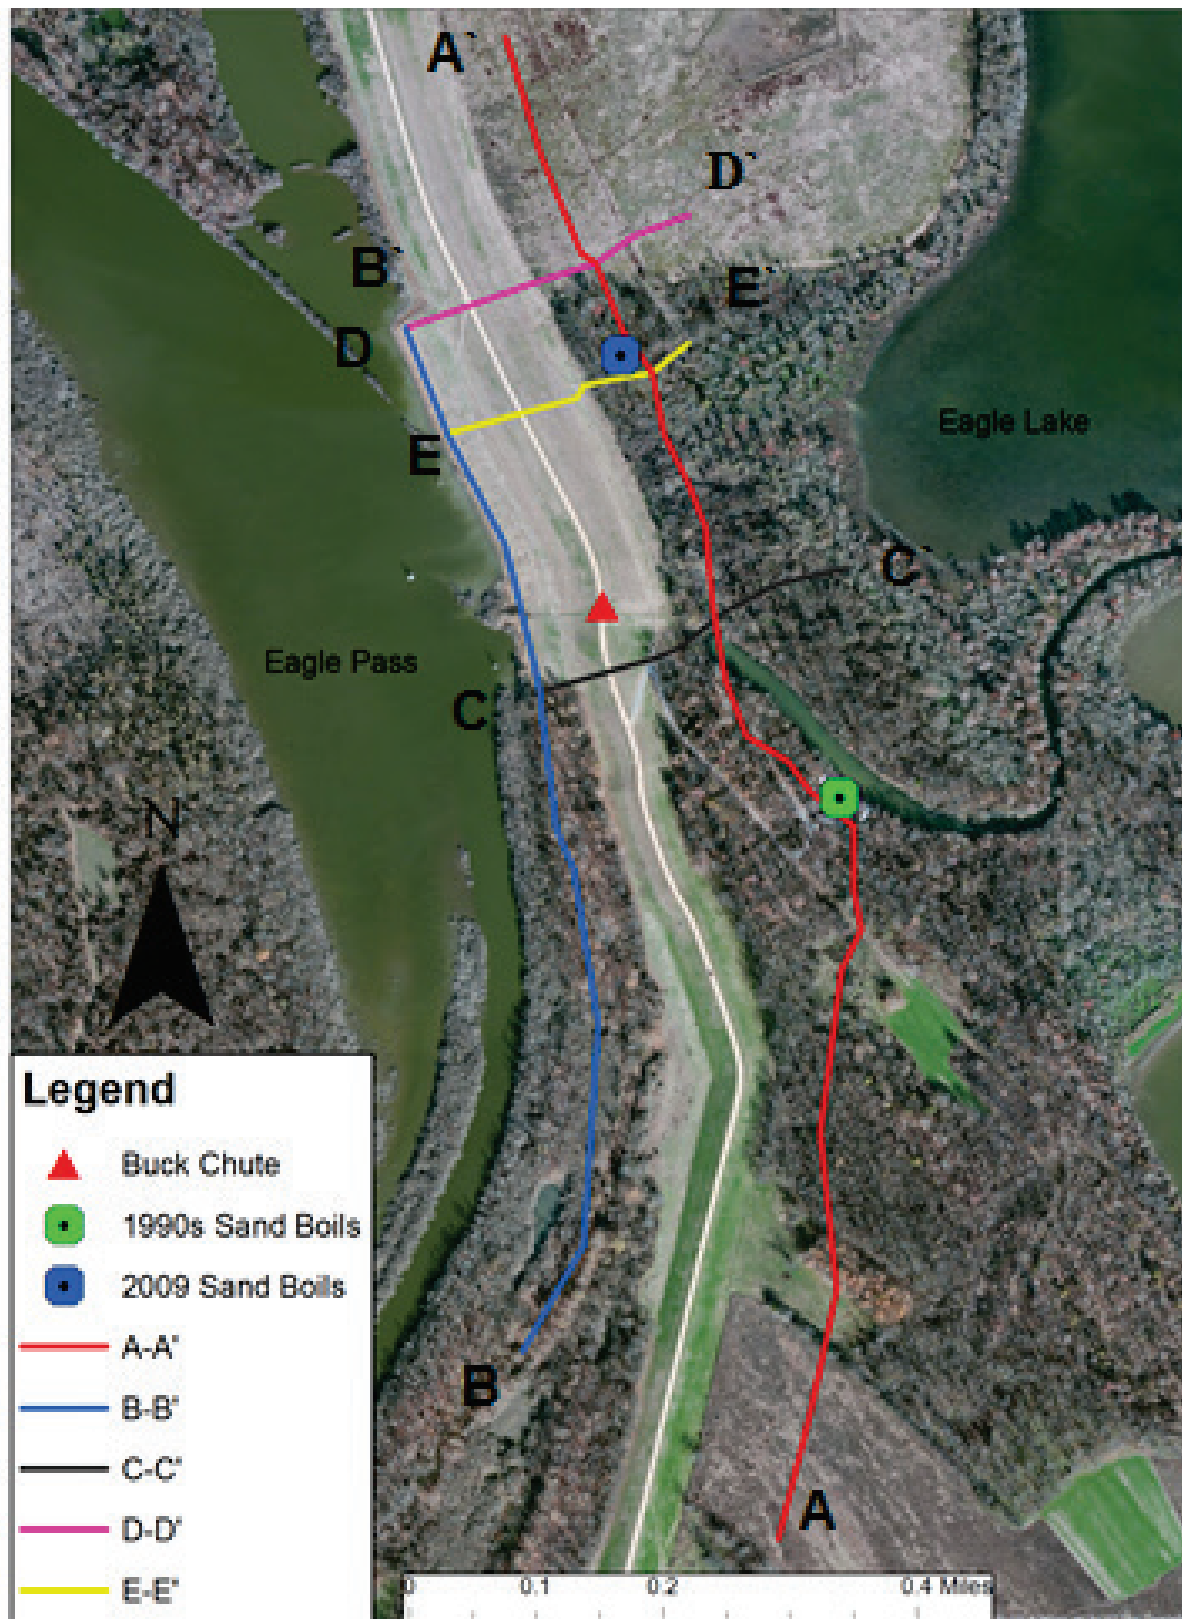 A`
D`
B`
E`
D
Eagle Lake
E
C`
Eagle Pass
C
N
Legend
Buck Chute
1990s Sand Boils
2009 Sand Boils
A-A'
B-B'
C-C'
D-D'
E-E'
B
A
0 0.1 0.2 0.4 Miles